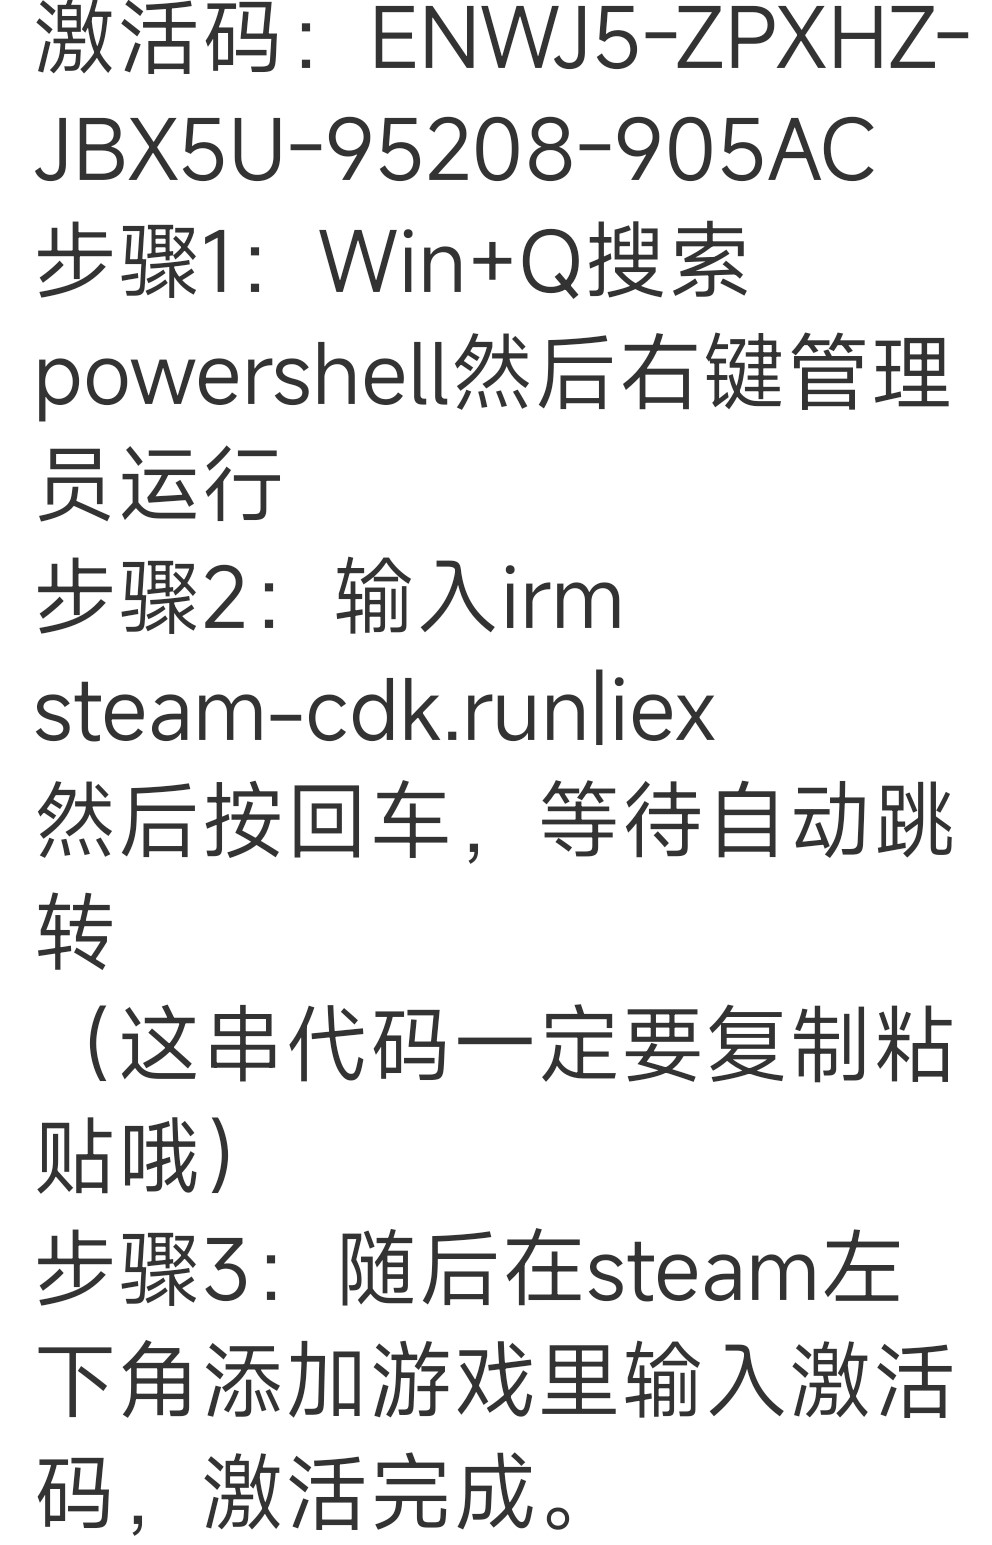 激活码：ENWJ5-ZPXHZ-
JBX5U-95208-905AC
步骤1：Win+Q搜索
powershell然后右键管理
员运行
步骤2：输入irm
steam-cdk.run|iex
然后按回车，等待自动跳
转
（这串代码一定要复制粘
贴哦）
步骤3：随后在steam左
下角添加游戏里输入激活
码，激活完成。